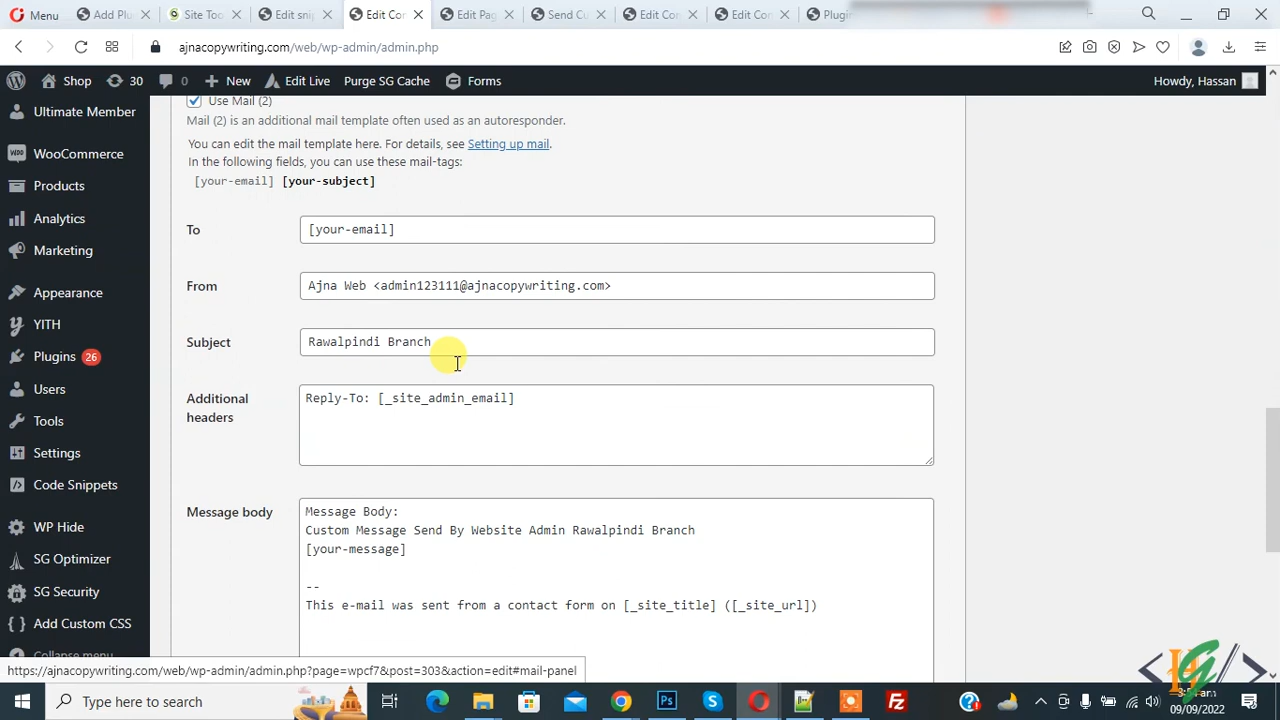 Menu
Add Plu
Site Too
Edit snip
Edit Con
Edit Pag
Send Cu
Edit Con
Edit Con
Plugin
ajnacopywriting.com/web/wp-admin/admin.php
Shop
30
0
New
Edit Live
Purge SG Cache
Forms
Howdy, Hassan
Ultimate Member
WooCommerce
Products
Analytics
Marketing
Appearance
YITH
Plugins 26
Users
Tools
Settings
Code Snippets
WP Hide
SG Optimizer
SG Security
Add Custom CSS
Collapse menu
Use Mail (2)
Mail (2) is an additional mail template often used as an autoresponder.
You can edit the mail template here. For details, see Setting up mail.
In the following fields, you can use these mail-tags:
[your-email] [your-subject]
To
[your-email]
From
Ajna Web <admin123111@ajnacopywriting.com>
Subject
Rawalpindi Branch
Additional
headers
Reply-To: [_site_admin_email]
Message body
Message Body:
Custom Message Send By Website Admin Rawalpindi Branch
[your-message]
--
This e-mail was sent from a contact form on [_site_title] ([_site_url])
https://ajnacopywriting.com/web/wp-admin/admin.php?page=wpcf7&post=303&action=edit#mail-panel
Type here to search
09/09/2022